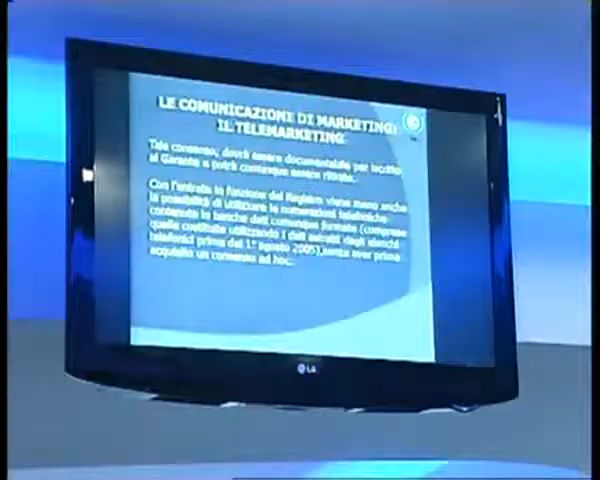 LE COMUNICAZIONE DI MARKETING:
IL TELEMARKETING
Tale consenso, dovrà essere documentabile per iscritto
al Garante e potrà comunque essere ritirato.
Con l'entrata in funzione del Registro viene meno anche
la possibilità di utilizzare le numerazioni telefoniche
contenute in banche dati comunque formate (comprese
quelle costituite utilizzando i dati estratti dagli elenchi
telefonici prima del 1° agosto 2005), senza aver prima
acquisito un consenso ad hoc.
LG